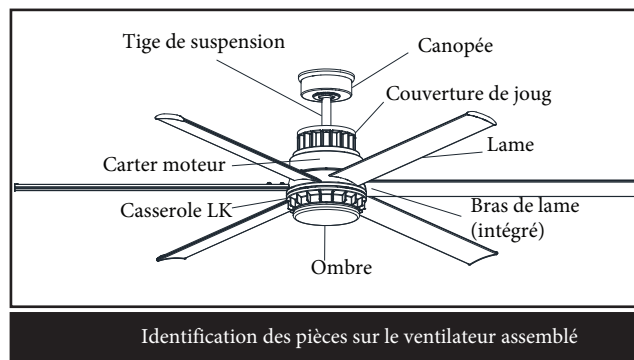 Tige de suspension
Canopée
Couverture de joug
Lame
Carter moteur
Casserole LK
Bras de lame
(intégré)
Ombre
Identification des pièces sur le ventilateur assemblé